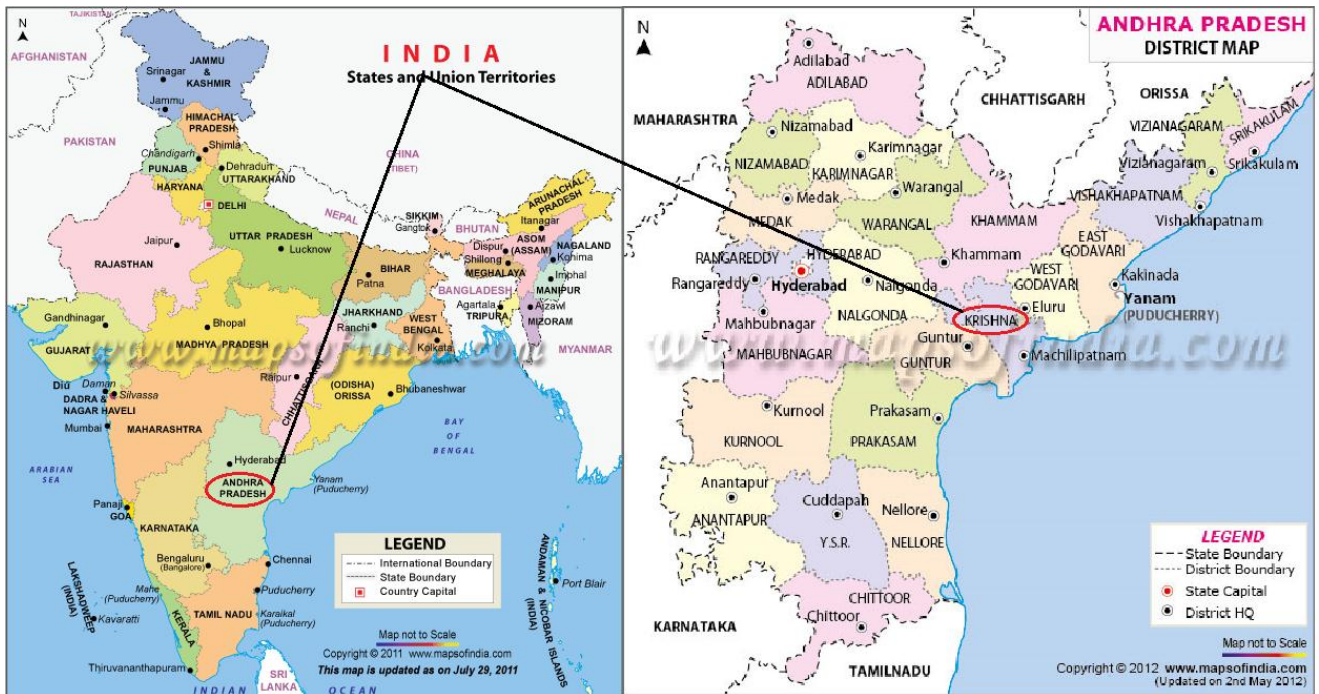 N
TAJIKISTAN
AFGHANISTAN
JAMMU
&
KASHMIR
Srinagar
Jammu
INDIA
States and Union Territories
HIMACHAL
PRADESH
Shimla
PAKISTAN
Chandigarh
PUNJAB
Dehradun
UTTARAKHAND
HARYANA
DELHI
CHINA
(TIBET)
NEPAL
SIKKIM
Gangtok
BHUTAN
ARUNACHAL
PRADESH
Itanagar
Jaipur
RAJASTHAN
UTTAR PRADESH
Lucknow
BIHAR
Patna
Dispur
ASOM
(ASSAM)
NAGALAND
Kohima
Shillong
MEGHALAYA
Imphal
MANIPUR
BANGLADESH
Agartala
TRIPURA
Aizawl
MIZORAM
MYANMAR
Gandhinagar
GUJARAT
Bhopal
MADHYA PRADESH
JHARKHAND
Ranchi
WEST
BENGAL
Kolkata
www.mapsofindia.com
Diu
Daman
Silvassa
DADRA &
NAGAR HAVELI
Mumbai
MAHARASHTRA
Raipur
CHHATTISGARH
(ODISHA)
ORISSA
Bhubaneshwar
BAY
OF
BENGAL
ARABIAN
SEA
Hyderabad
ANDHRA
PRADESH
Yanam
(Puducherry)
Panaji
GOA
KARNATAKA
Bengaluru
(Bangalore)
Chennai
Mahe
(Puducherry)
Puducherry
LAKSHADWEEP
(INDIA)
Kavaratti
KERALA
TAMIL NADU
Karaikal
(Puducherry)
Thiruvananthapuram
SRI
LANKA
INDIAN OCEAN
ANDAMAN & NICOBAR ISLANDS
(INDIA)
Port Blair
LEGEND
International Boundary
State Boundary
Country Capital
Map not to Scale
Copyright © 2011 www.mapsofindia.com
This map is updated as on July 29, 2011
N
ANDHRA PRADESH
DISTRICT MAP
Adilabad
ADILABAD
MAHARASHTRA
CHHATTISGARH
ORISSA
Nizamabad
NIZAMABAD
Karimnagar
KARIMNAGAR
VIZIANAGARAM
Vizianagaram
SRIKAKULAM
Srikakulam
Medak
MEDAK
Warangal
WARANGAL
KHAMMAM
Khammam
VISHAKHAPATNAM
Vishakhapatnam
RANGAREDDY
Rangareddy
HYDERABAD
Hyderabad
Nalgonda
NALGONDA
EAST
GODAVARI
WEST
GODAVARI
Kakinada
Eluru
Yanam
(PUDUCHERRY)
KRISHNA
Mahbubnagar
MAHBUBNAGAR
Guntur
GUNTUR
Machilipatnam
www.mapsofindia.com
Kurnool
KURNOOL
Prakasam
PRAKASAM
Anantapur
ANANTAPUR
Cuddapah
Y.S.R.
Nellore
NELLORE
CHITTOOR
Chittoor
KARNATAKA
TAMILNADU
LEGEND
State Boundary
District Boundary
State Capital
District HQ
Map not to Scale
Copyright © 2012 www.mapsofindia.com
(Updated on 2nd May 2012)